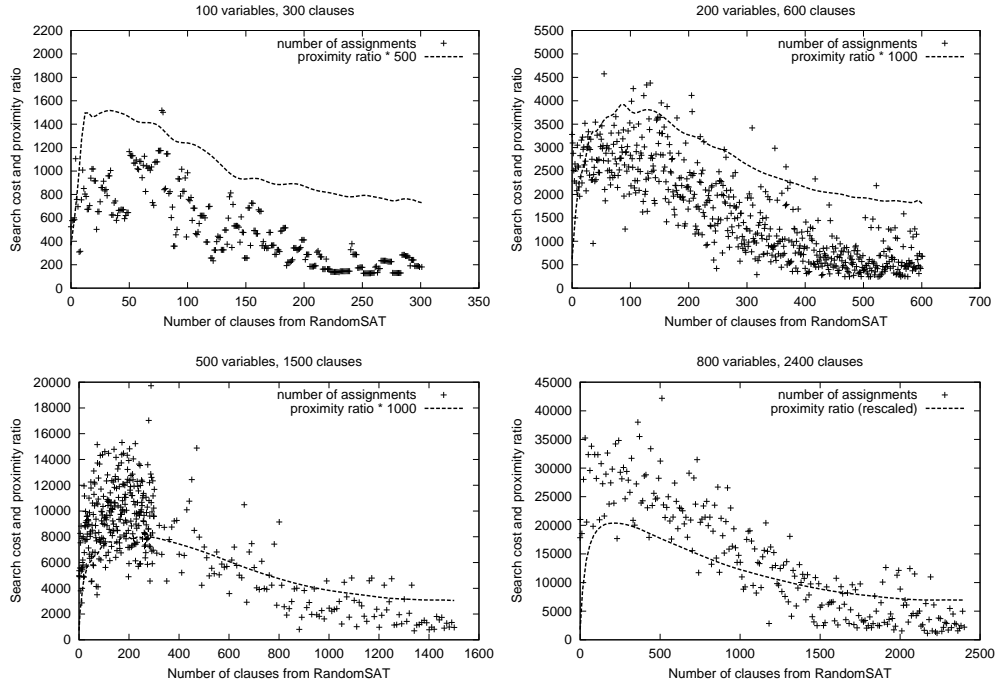 100 variables, 300 clauses
2200
2000
1800
1600
1400
1200
1000
800
600
400
200
0
0 50 100 150 200 250 300 350
Search cost and proximity ratio
Number of clauses from RandomSAT
number of assignments
proximity ratio * 500
200 variables, 600 clauses
5500
5000
4500
4000
3500
3000
2500
2000
1500
1000
500
0
0 100 200 300 400 500 600 700
Search cost and proximity ratio
Number of clauses from RandomSAT
number of assignments
proximity ratio * 1000
500 variables, 1500 clauses
20000
18000
16000
14000
12000
10000
8000
6000
4000
2000
0
0 200 400 600 800 1000 1200 1400 1600
Search cost and proximity ratio
Number of clauses from RandomSAT
number of assignments
proximity ratio * 1000
800 variables, 2400 clauses
45000
40000
35000
30000
25000
20000
15000
10000
5000
0
0 500 1000 1500 2000 2500
Search cost and proximity ratio
Number of clauses from RandomSAT
number of assignments
proximity ratio (rescaled)